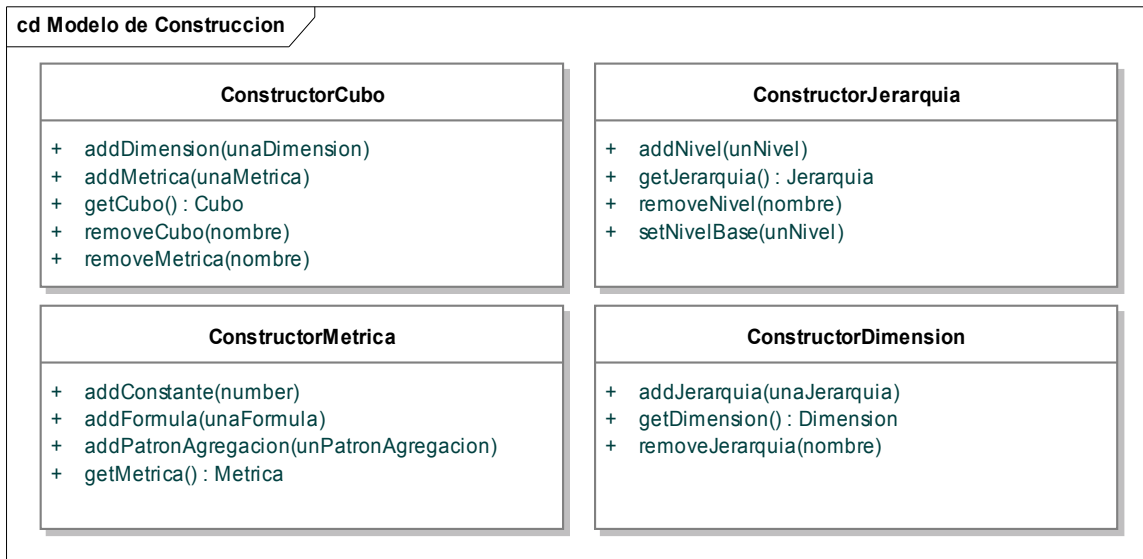 cd Modelo de Construccion
ConstructorCubo
+ addDimension(unaDimension)
+ addMetrica(unaMetrica)
+ getCubo() : Cubo
+ removeCubo(nombre)
+ removeMetrica(nombre)
ConstructorJerarquia
+ addNivel(unNivel)
+ getJerarquia() : Jerarquia
+ removeNivel(nombre)
+ setNivelBase(unNivel)
ConstructorMetrica
+ addConstante(number)
+ addFormula(unaFormula)
+ addPatronAgregacion(unPatronAgregacion)
+ getMetrica() : Metrica
ConstructorDimension
+ addJerarquia(unaJerarquia)
+ getDimension() : Dimension
+ removeJerarquia(nombre)